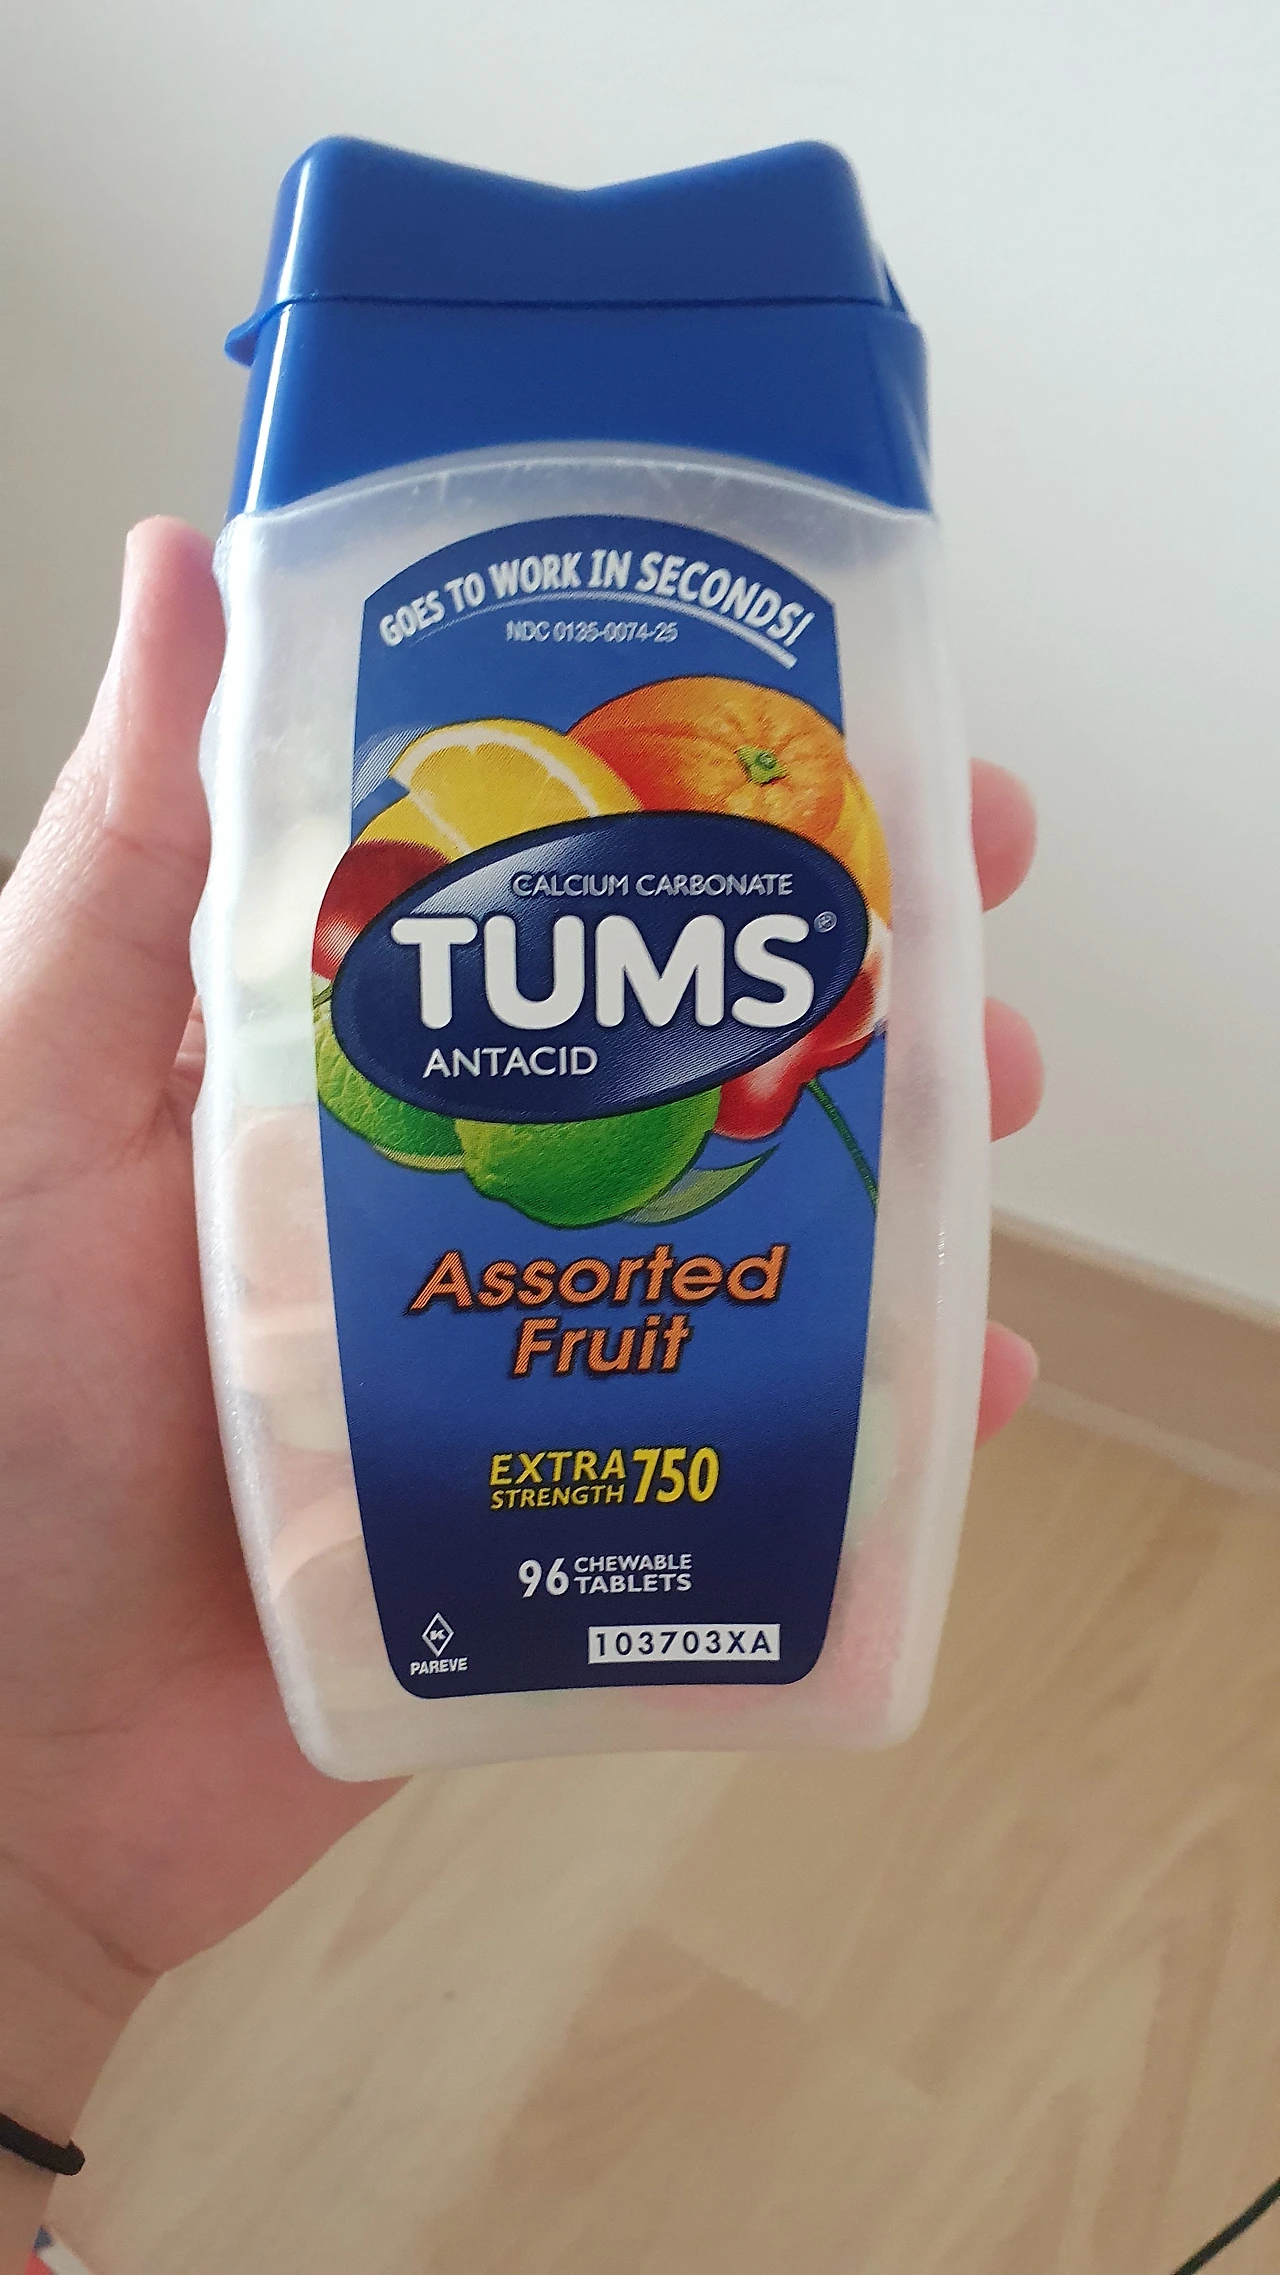 GOES TO WORK IN SECONDS!
NDC 0135-0074-25
CALCIUM CARBONATE
TUMS®
ANTACID
Assorted
Fruit
EXTRA
STRENGTH 750
96 CHEWABLE
TABLETS
K
PAREVE
103703XA